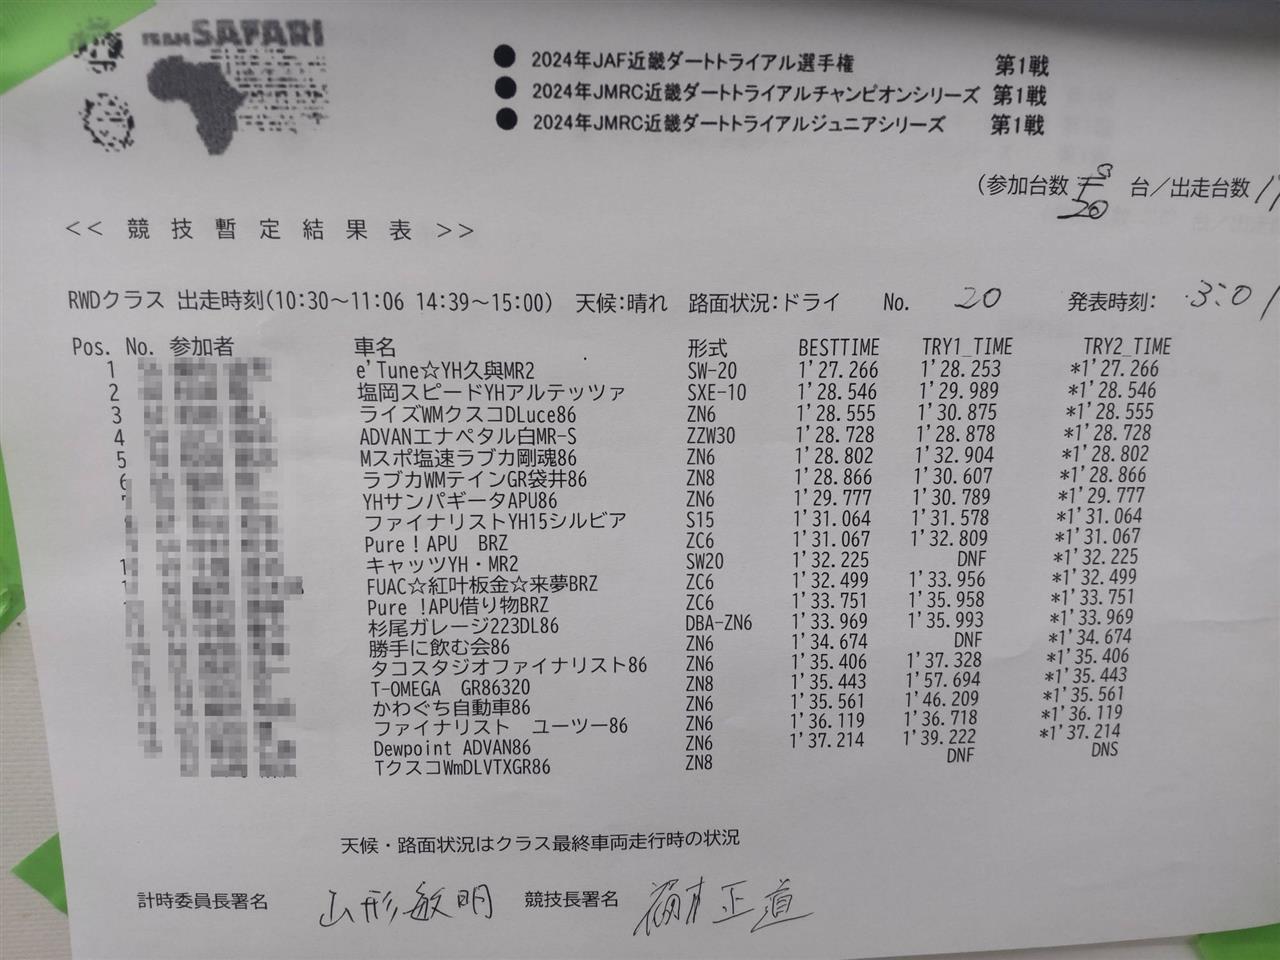 TEAM SAFARI
● 2024年JAF近畿ダートトライアル選手権 第1戦
● 2024年JMRC近畿ダートトライアルチャンピオンシリーズ 第1戦
● 2024年JMRC近畿ダートトライアルジュニアシリーズ 第1戦
(参加台数 20 台/出走台数
<< 競技暫定結果表 >>
RWDクラス 出走時刻(10:30～11:06 14:39～15:00) 天候:晴れ 路面状況:ドライ No. 20 発表時刻: 3:01
Pos. No. 参加者 車名 形式 BESTTIME TRY1_TIME TRY2_TIME
1 e'Tune☆YH久與MR2 SW-20 1'27.266 1'28.253 *1'27.266
2 塩岡スピードYHアルテッツァ SXE-10 1'28.546 1'29.989 *1'28.546
3 ライズWMクスコDLuce86 ZN6 1'28.555 1'30.875 *1'28.555
4 ADVANエナペタル白MR-S ZZW30 1'28.728 1'28.878 *1'28.728
5 Mスポ塩速ラブカ剛魂86 ZN6 1'28.802 1'32.904 *1'28.802
6 ラブカWMテインGR袋井86 ZN8 1'28.866 1'30.607 *1'28.866
YHサンパギータAPU86 ZN6 1'29.777 1'30.789 *1'29.777
ファイナリストYH15シルビア S15 1'31.064 1'31.578 *1'31.064
Pure！APU BRZ ZC6 1'31.067 1'32.809 *1'31.067
キャッツYH・MR2 SW20 1'32.225 DNF *1'32.225
FUAC☆紅叶板金☆来夢BRZ ZC6 1'32.499 1'33.956 *1'32.499
Pure !APU借り物BRZ ZC6 1'33.751 1'35.958 *1'33.751
杉尾ガレージ223DL86 DBA-ZN6 1'33.969 1'35.993 *1'33.969
勝手に飲む会86 ZN6 1'34.674 DNF *1'34.674
タコスタジオファイナリスト86 ZN6 1'35.406 1'37.328 *1'35.406
T-OMEGA GR86320 ZN8 1'35.443 1'57.694 *1'35.443
かわぐち自動車86 ZN6 1'35.561 1'46.209 *1'35.561
ファイナリスト ユーツー86 ZN6 1'36.119 1'36.718 *1'36.119
Dewpoint ADVAN86 ZN6 1'37.214 1'39.222 *1'37.214
TクスコWmDLVTXGR86 ZN8 DNF DNS
天候・路面状況はクラス最終車両走行時の状況
計時委員長署名 山形敏明 競技長署名 正道